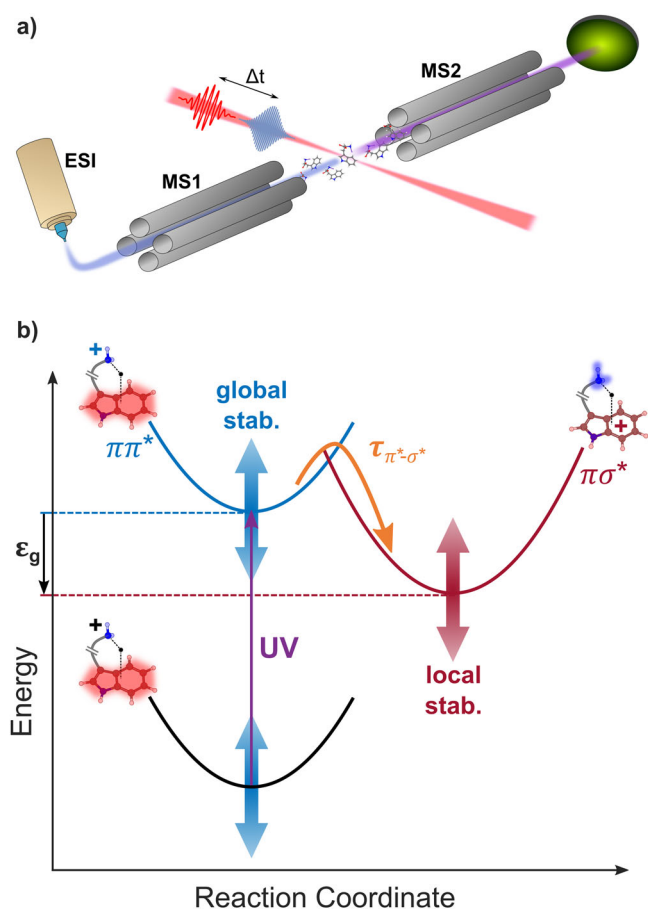 a)
Δt
MS2
ESI
MS1
b)
+
global
stab.
ππ*
τπ*-σ*
+
πσ*
εg
+
UV
local
stab.
Energy
Reaction Coordinate